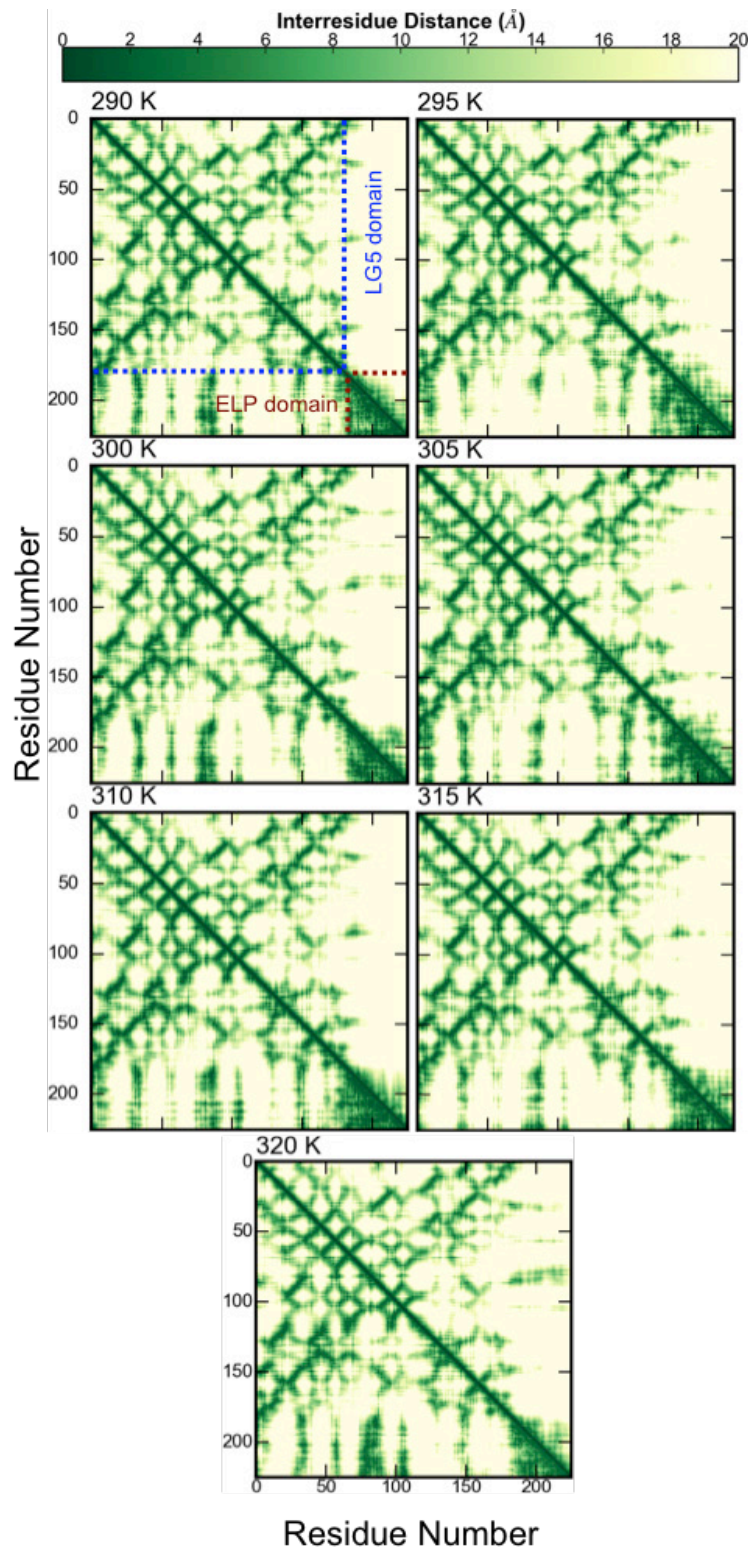 Interresidue Distance (Å)
0 2 4 6 8 10 12 14 16 18 20
290 K
295 K
0
50
100
150
200
LG5 domain
ELP domain
300 K
305 K
0
50
100
150
200
Residue Number
310 K
315 K
0
50
100
150
200
320 K
0
50
100
150
200
0 50 100 150 200
Residue Number